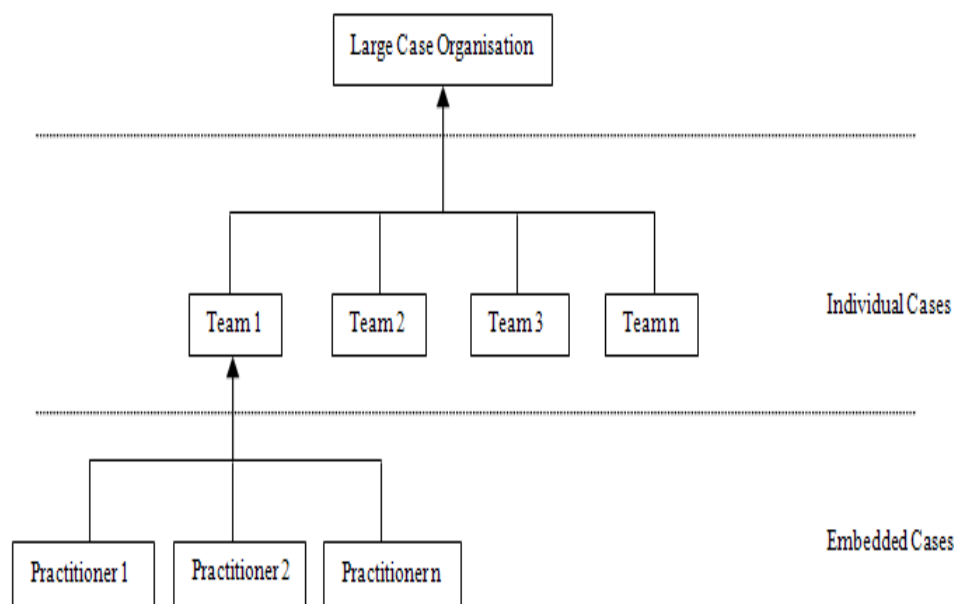 Large Case Organisation
Team 1
Team 2
Team 3
Team n
Individual Cases
Embedded Cases
Practitioner 1
Practitioner 2
Practitioner n